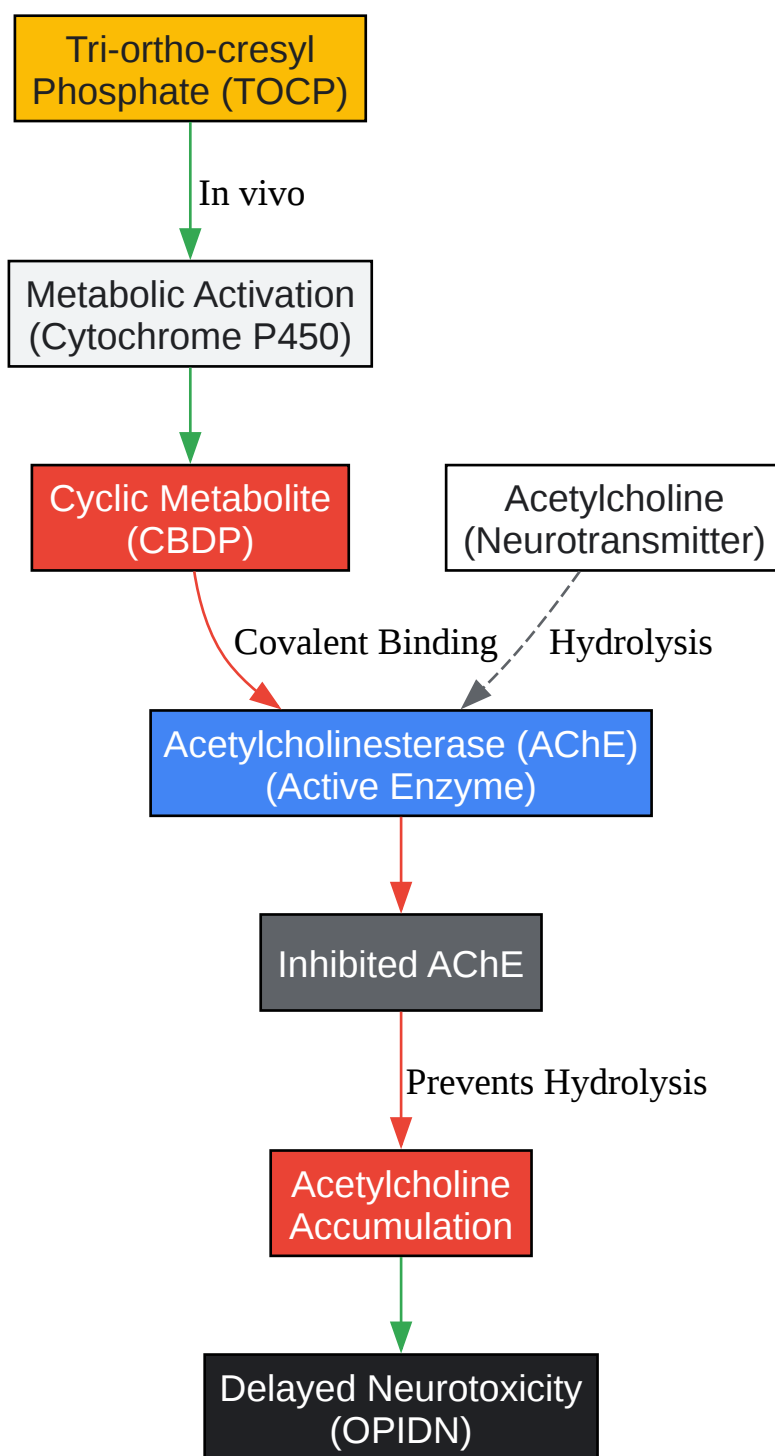 Tri-ortho-cresyl
Phosphate (TOCP)
In vivo
Metabolic Activation
(Cytochrome P450)
Cyclic Metabolite
(CBDP)
Acetylcholine
(Neurotransmitter)
Covalent Binding
Hydrolysis
Acetylcholinesterase (AChE)
(Active Enzyme)
Inhibited AChE
Prevents Hydrolysis
Acetylcholine
Accumulation
Delayed Neurotoxicity
(OPIDN)